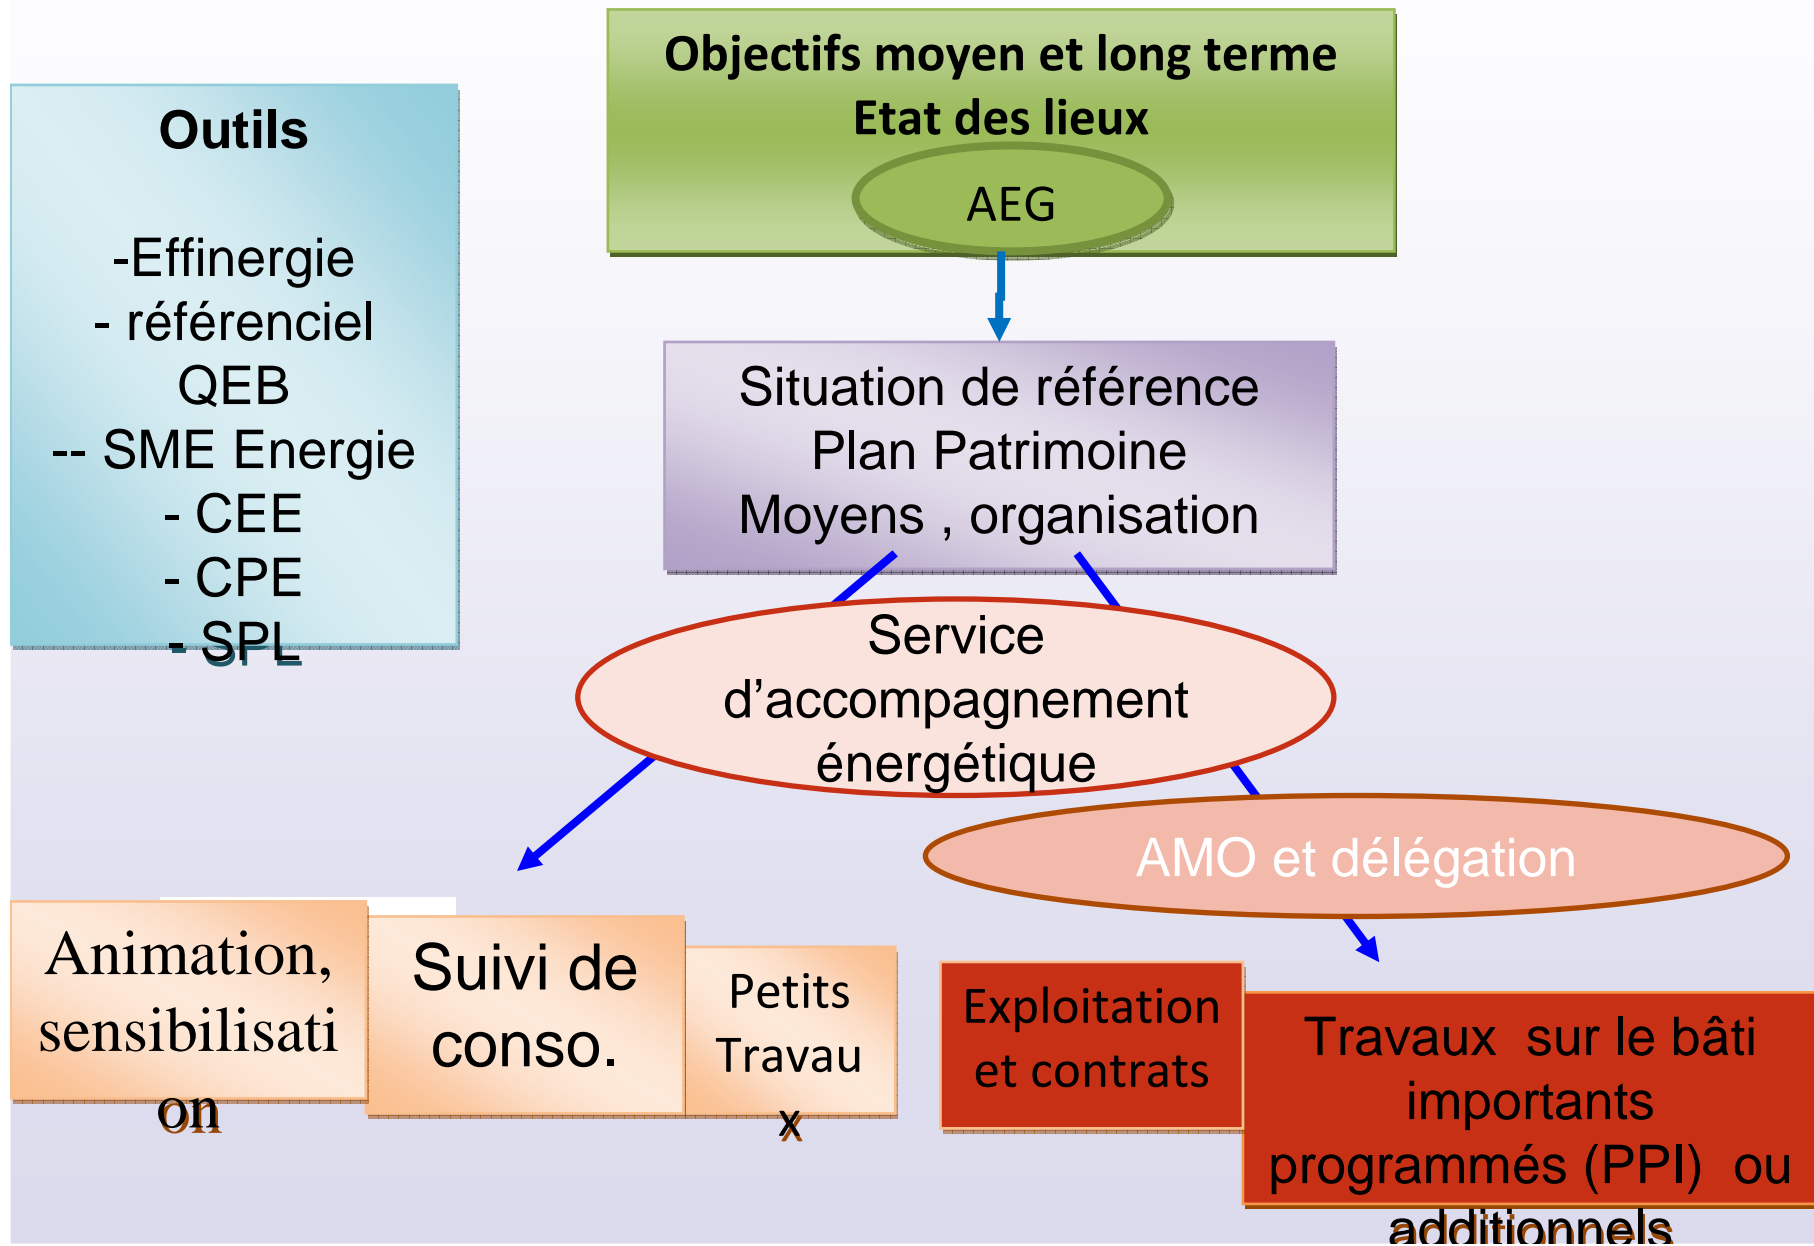 Objectifs moyen et long terme
Etat des lieux
AEG
Outils
-Effinergie
- référenciel
QEB
-- SME Energie
- CEE
- CPE
- SPL
Situation de référence
Plan Patrimoine
Moyens , organisation
Service
d’accompagnement
énergétique
AMO et délégation
Animation,
sensibilisati
on
Suivi de
conso.
Petits
Travau
x
Exploitation
et contrats
Travaux  sur le bâti
importants
programmés (PPI)  ou
additionnels